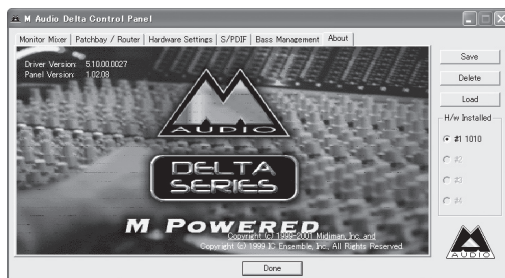 M Audio Delta Control Panel
Monitor Mixer
Patchbay / Router
Hardware Settings
S/PDIF
Bass Management
About
Driver Version: 5.10.00.0027
Panel Version: 1.02.08
M
AUDIO
DELTA
SERIES
M POWERED
Copyright (c) 1999-2001 Midiman, Inc. and
Copyright (c) 1999 IC Ensemble, Inc., All Rights Reserved.
Save
Delete
Load
H/w Installed
#1 1010
#2
#3
#4
M
AUDIO
Done